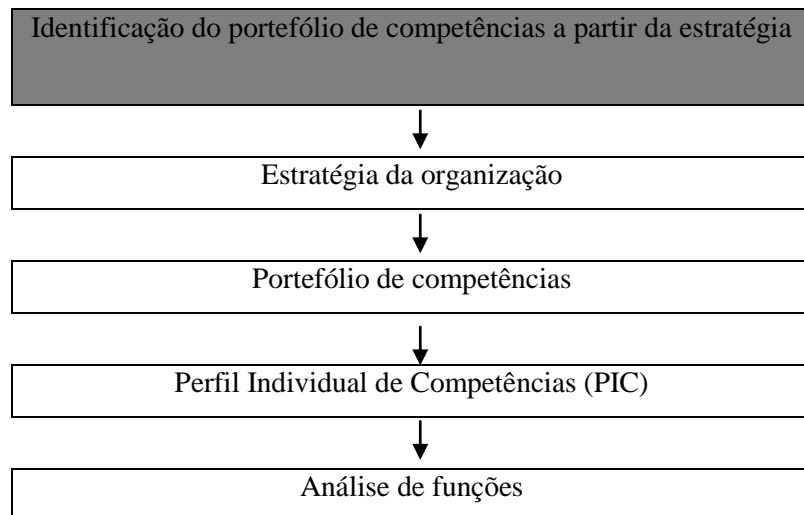 Identificação do portefólio de competências a partir da estratégia
Estratégia da organização
Portefólio de competências
Perfil Individual de Competências (PIC)
Análise de funções